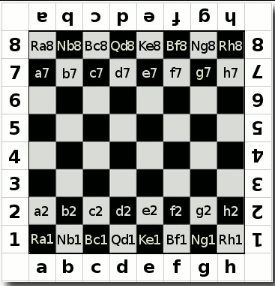 a b c d e f g h
8 Ra8 Nb8 Bc8 Qd8 Ke8 Bf8 Ng8 Rh8 8
7 a7 b7 c7 d7 e7 f7 g7 h7 7
6 6
5 5
4 4
3 3
2 a2 b2 c2 d2 e2 f2 g2 h2 2
1 Ra1 Nb1 Bc1 Qd1 Ke1 Bf1 Ng1 Rh1 1
a b c d e f g h